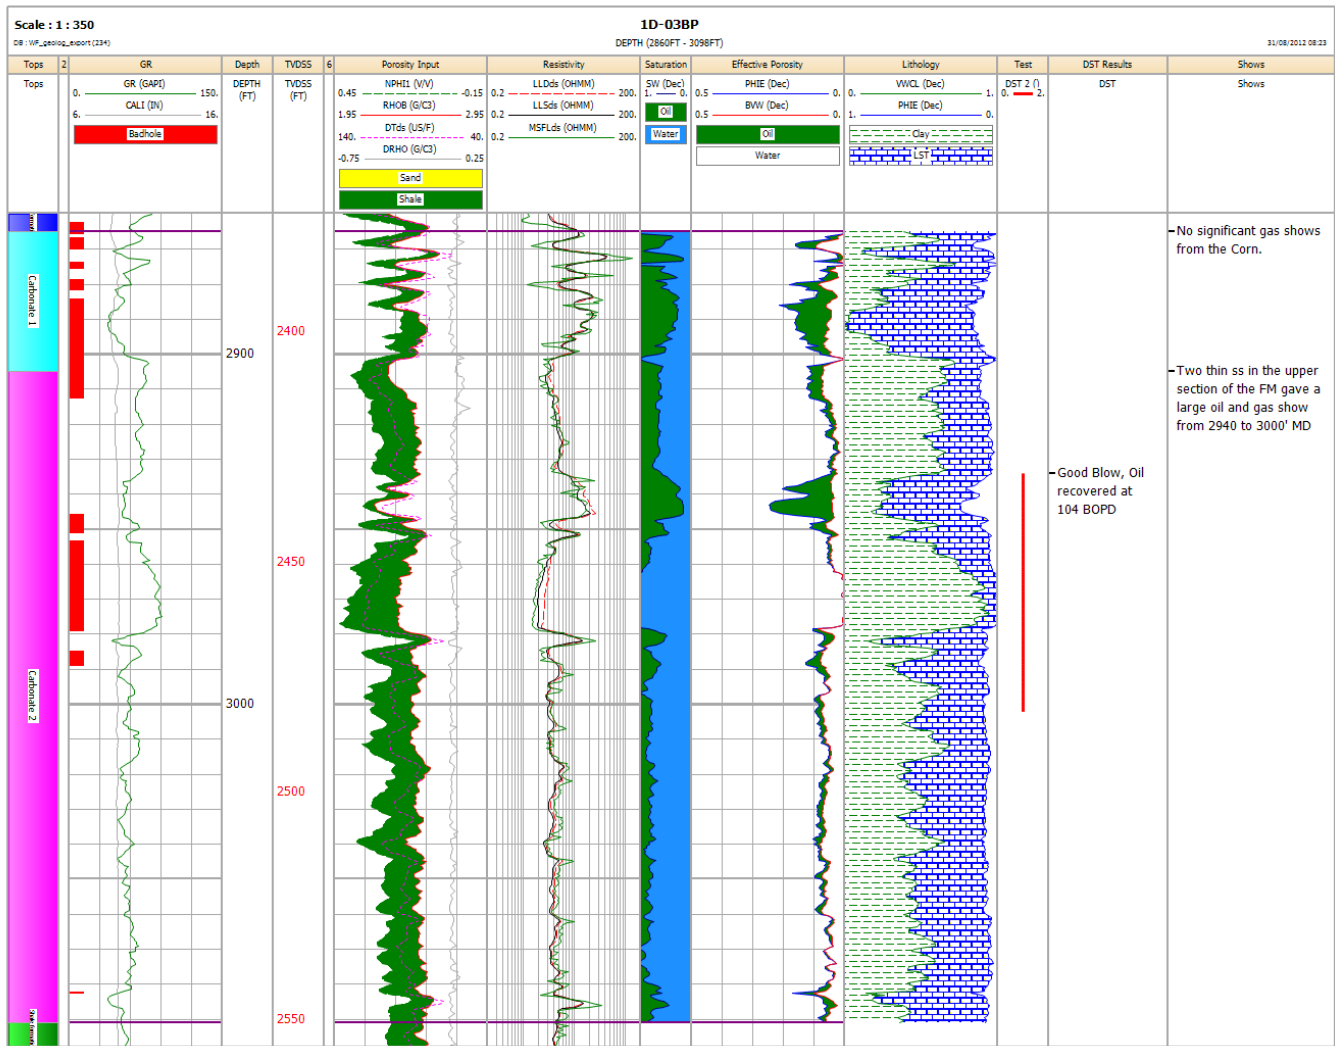 Scale : 1 : 350
1D-03BP
DB : WF_geolog_export (234)
DEPTH (2860FT - 3098FT)
31/08/2012 08:23
Tops 2 GR Depth TVDSS 6 Porosity Input Resistivity Saturation Effective Porosity Lithology Test DST Results Shows
Tops
GR (GAPI)
0. 150.
CALI (IN)
6. 16.
Badhole
DEPTH
(FT)
TVDSS
(FT)
NPHI1 (V/V)
0.45 -0.15
RHOB (G/C3)
1.95 2.95
DTds (US/F)
140. 40.
DRHO (G/C3)
-0.75 0.25
Sand
Shale
LLDds (OHMM)
0.2 200.
LLSds (OHMM)
0.2 200.
MSFLds (OHMM)
0.2 200.
SW (Dec)
1. 0.
Oil
Water
PHIE (Dec)
0.5 0.
BVW (Dec)
0.5 0.
Oil
Water
VWCL (Dec)
0. 1.
PHIE (Dec)
1. 0.
Clay
LST
DST 2 ()
0. 2.
DST
Shows
Carbonate 1
Carbonate 2
2900
3000
2400
2450
2500
2550
Good Blow, Oil
recovered at
104 BOPD
No significant gas shows
from the Corn.
Two thin ss in the upper
section of the FM gave a
large oil and gas show
from 2940 to 3000' MD